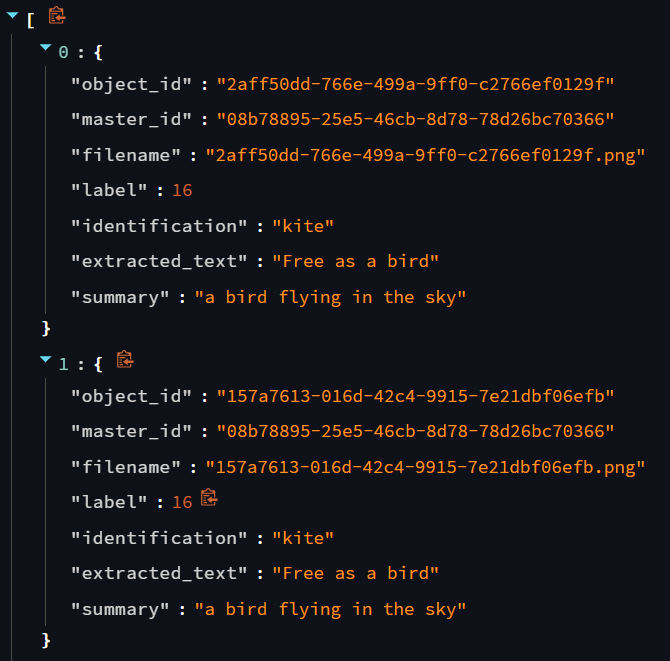 [
0 : {
"object_id" : "2aff50dd-766e-499a-9ff0-c2766ef0129f"
"master_id" : "08b78895-25e5-46cb-8d78-78d26bc70366"
"filename" : "2aff50dd-766e-499a-9ff0-c2766ef0129f.png"
"label" : 16
"identification" : "kite"
"extracted_text" : "Free as a bird"
"summary" : "a bird flying in the sky"
}
1 : {
"object_id" : "157a7613-016d-42c4-9915-7e21dbf06efb"
"master_id" : "08b78895-25e5-46cb-8d78-78d26bc70366"
"filename" : "157a7613-016d-42c4-9915-7e21dbf06efb.png"
"label" : 16
"identification" : "kite"
"extracted_text" : "Free as a bird"
"summary" : "a bird flying in the sky"
}